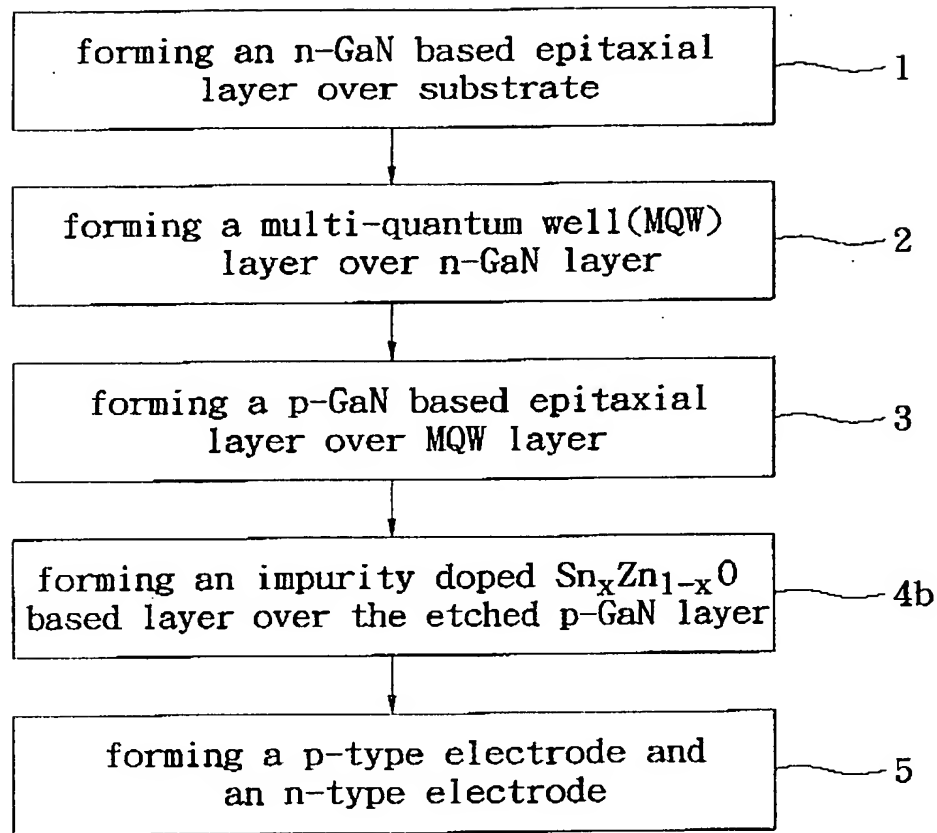 forming an n-GaN based epitaxial
layer over substrate
1
forming a multi-quantum well(MQW)
layer over n-GaN layer
2
forming a p-GaN based epitaxial
layer over MQW layer
3
forming an impurity doped SnₓZn₁₋ₓO
based layer over the etched p-GaN layer
4b
forming a p-type electrode and
an n-type electrode
5